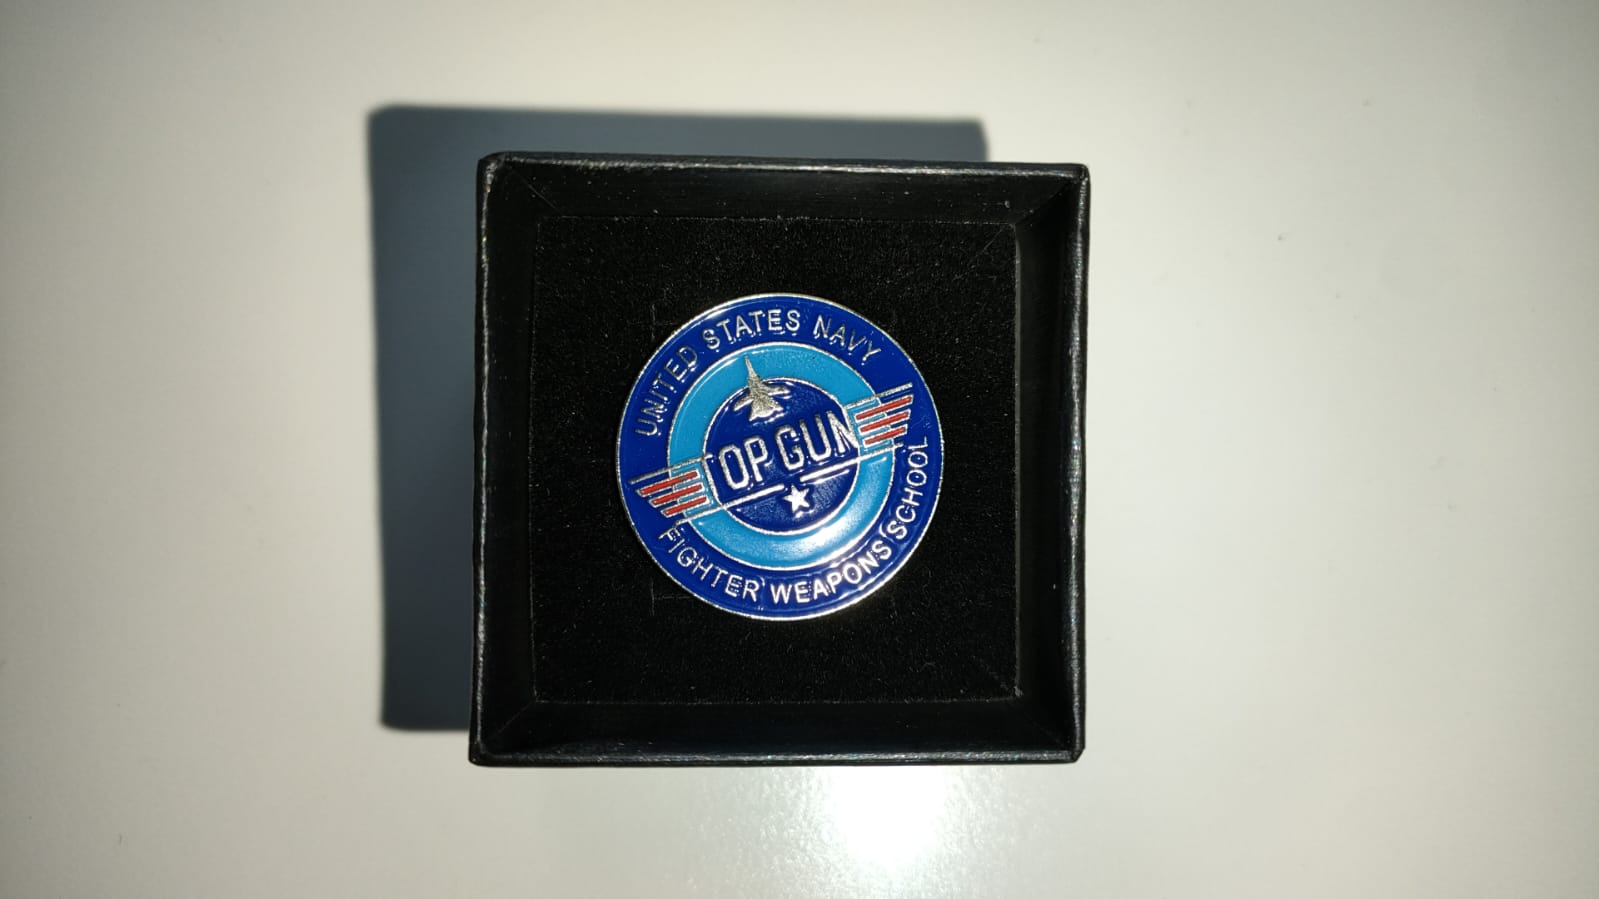 UNITED STATES NAVY
TOP GUN
FIGHTER WEAPONS SCHOOL